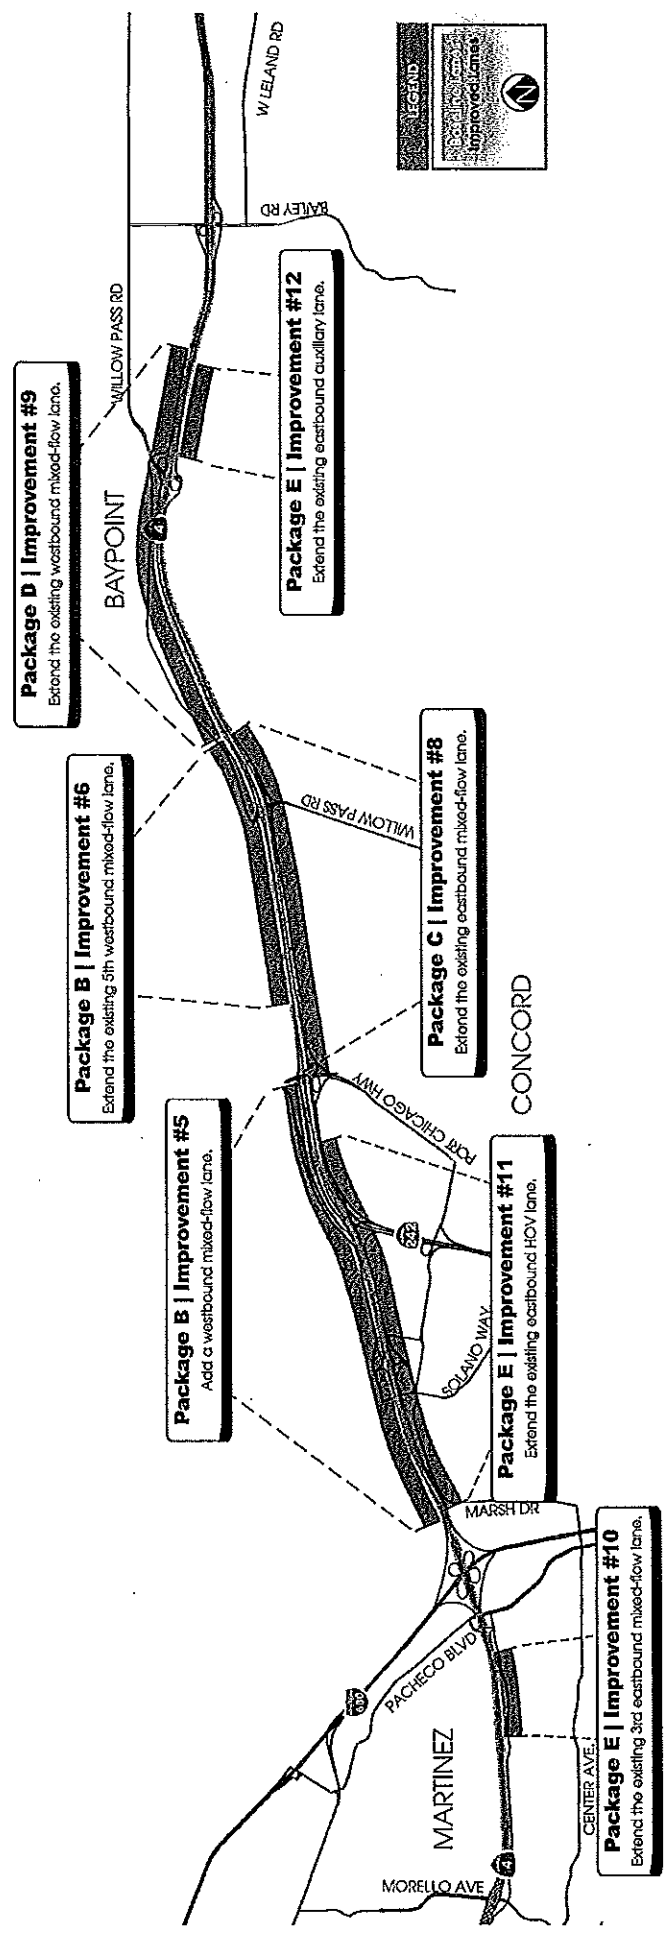 Package D | Improvement #9
Extend the existing westbound mixed-flow lane.
Package B | Improvement #6
Extend the existing 5th westbound mixed-flow lane.
Package B | Improvement #5
Add a westbound mixed-flow lane.
WILLOW PASS RD
W LELAND RD
BAILEY RD
BAYPOINT
4
WILLOW PASS RD
PORT CHICAGO HWY
CONCORD
242
SOLANO WAY
MARSH DR
680
PACHECO BLVD
MARTINEZ
CENTER AVE.
MORELLO AVE
4
Package E | Improvement #12
Extend the existing eastbound auxiliary lane.
Package C | Improvement #8
Extend the existing eastbound mixed-flow lane.
Package E | Improvement #11
Extend the existing eastbound HOV lane.
Package E | Improvement #10
Extend the existing 3rd eastbound mixed-flow lane.
LEGEND
Improved Lanes
N